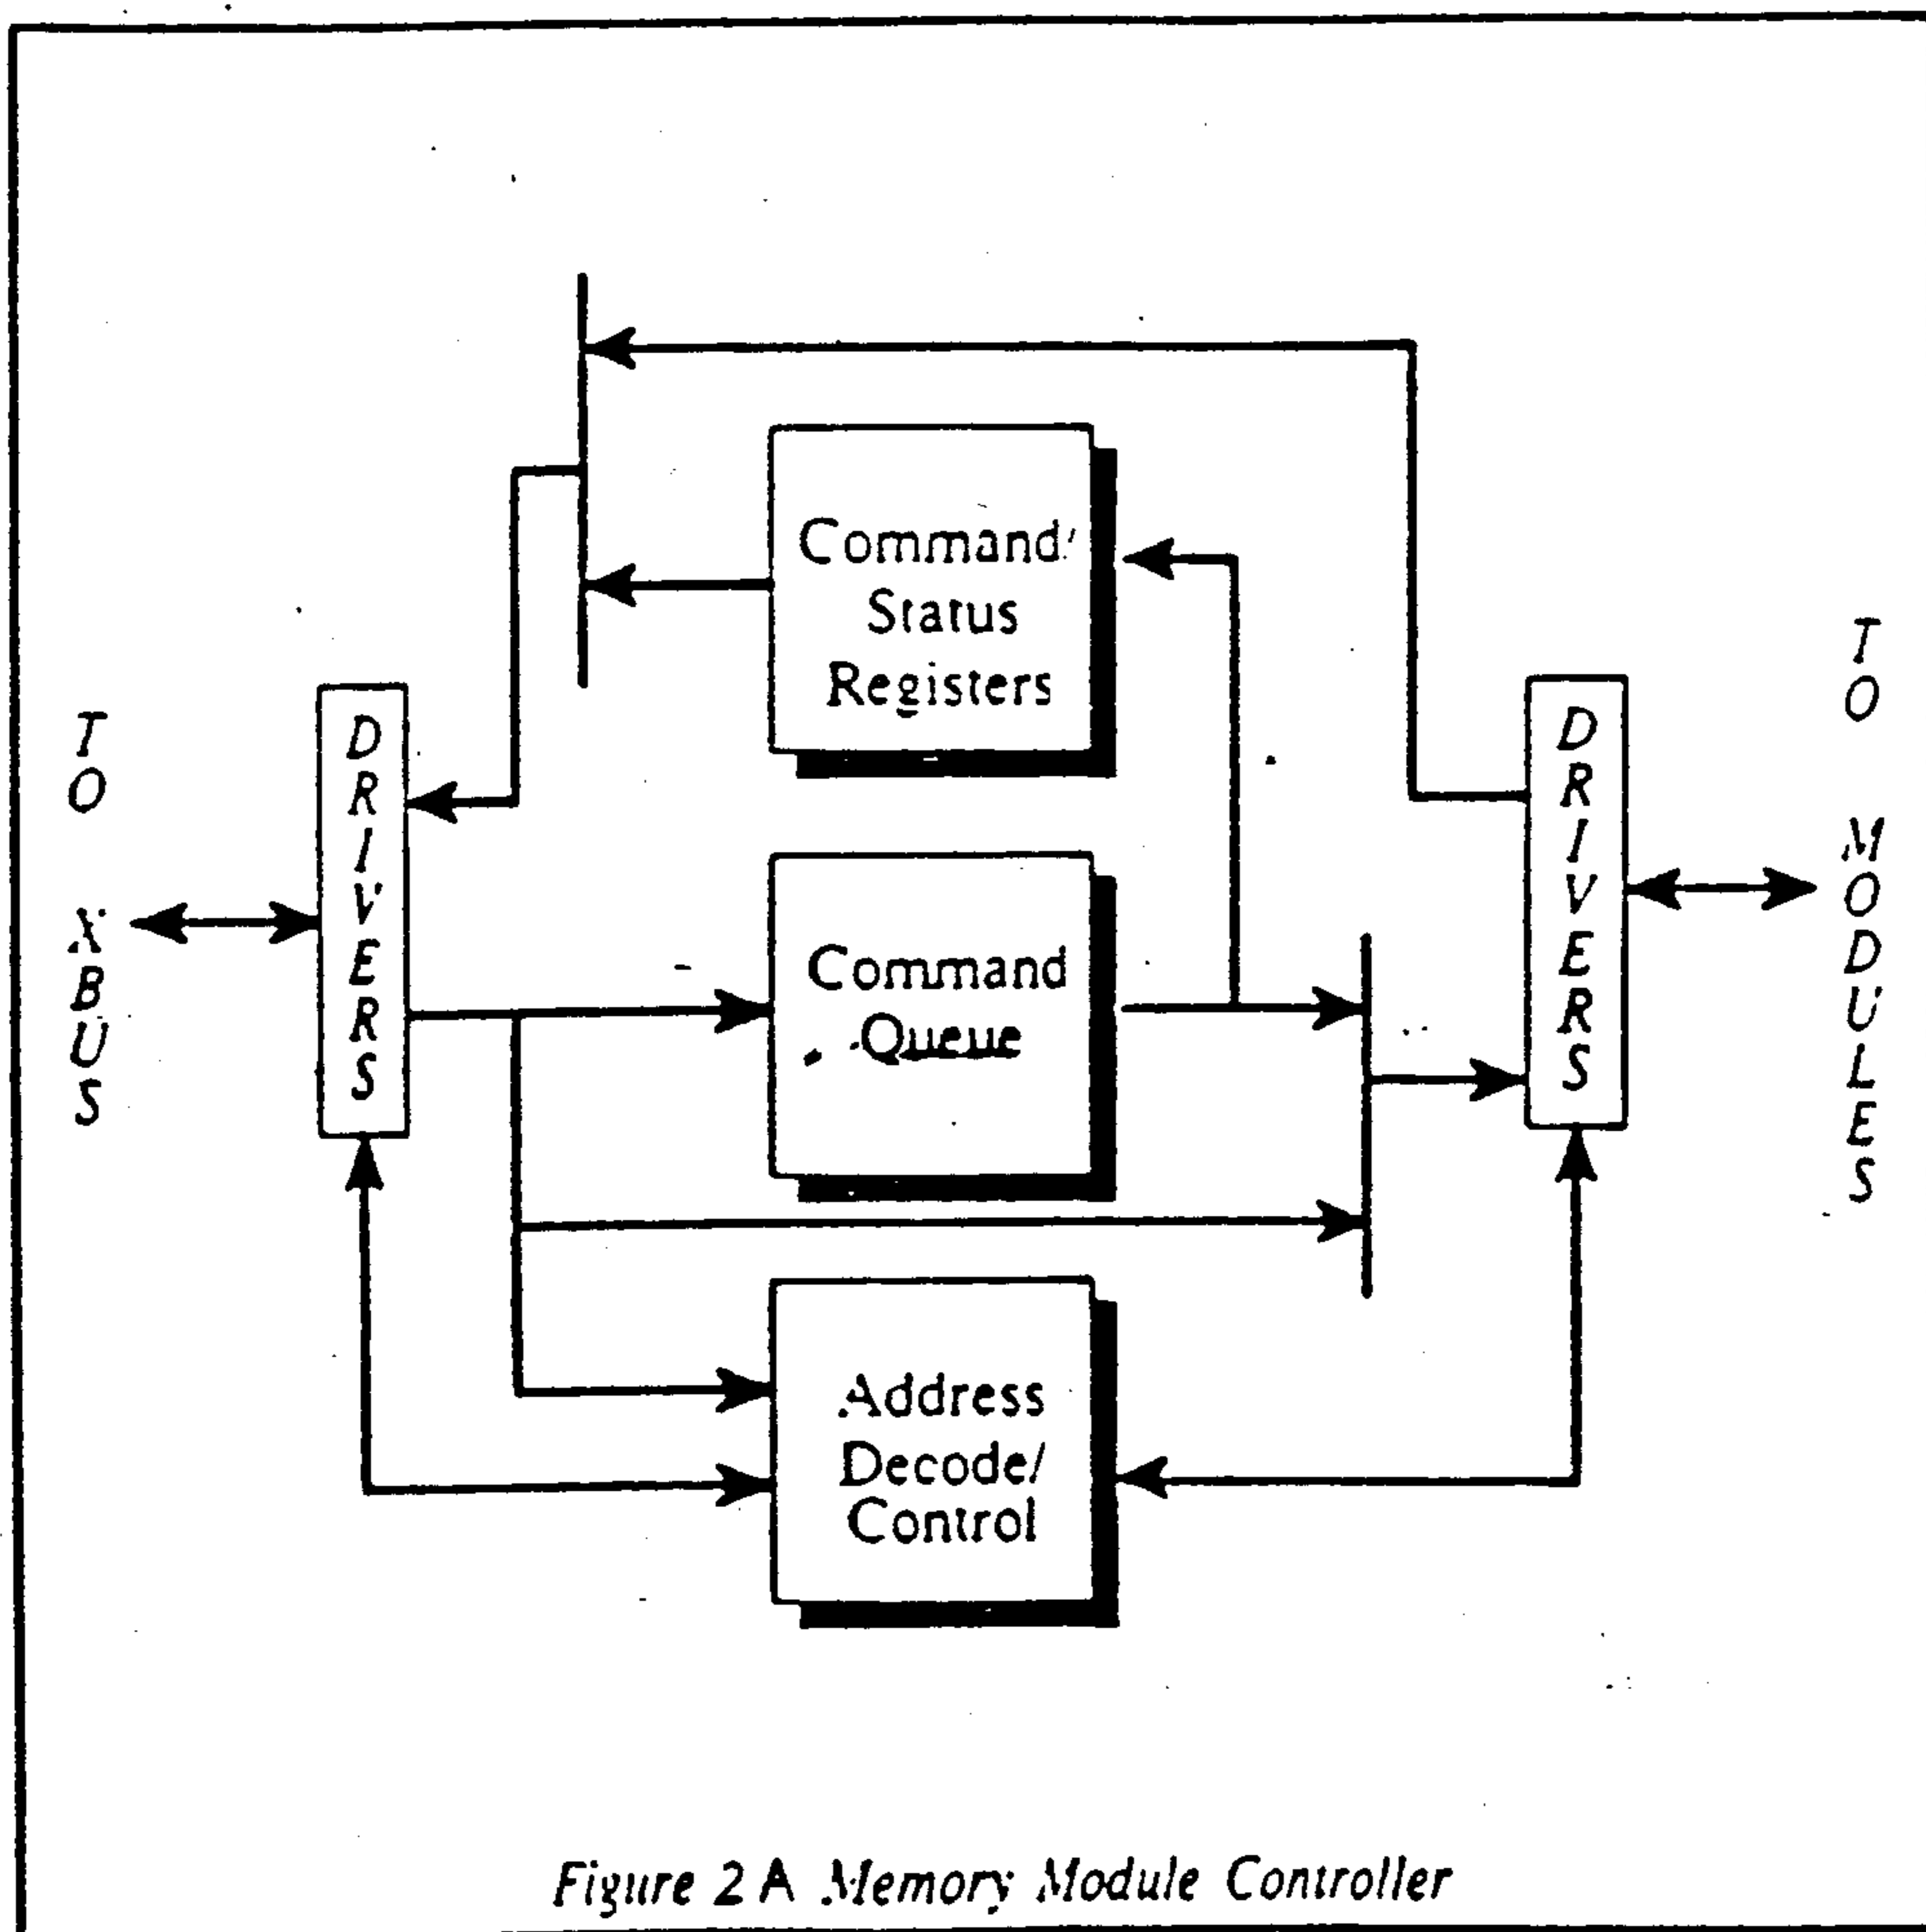 Command/
Status
Registers
TO XBUS
DRIVERS
Command
Queue
DRIVERS
TO MODULES
Address
Decode/
Control
Figure 2 A Memory Module Controller